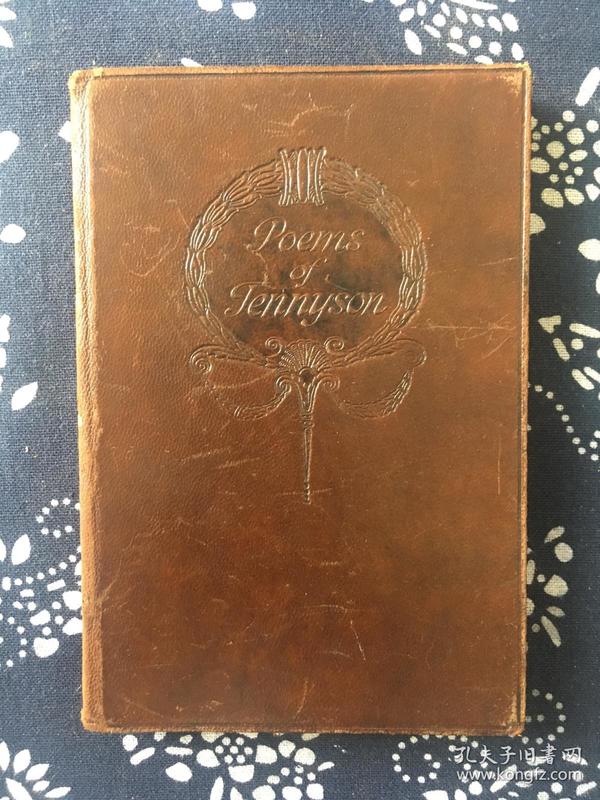 Poems
of
Tennyson
孔夫子旧书网
www.kongfz.com